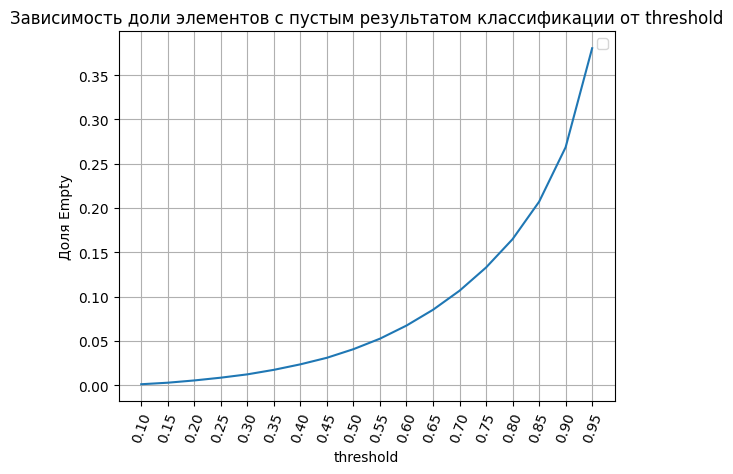 Зависимость доли элементов с пустым результатом классификации от threshold
Доля Empty
0.35
0.30
0.25
0.20
0.15
0.10
0.05
0.00
0.10 0.15 0.20 0.25 0.30 0.35 0.40 0.45 0.50 0.55 0.60 0.65 0.70 0.75 0.80 0.85 0.90 0.95
threshold